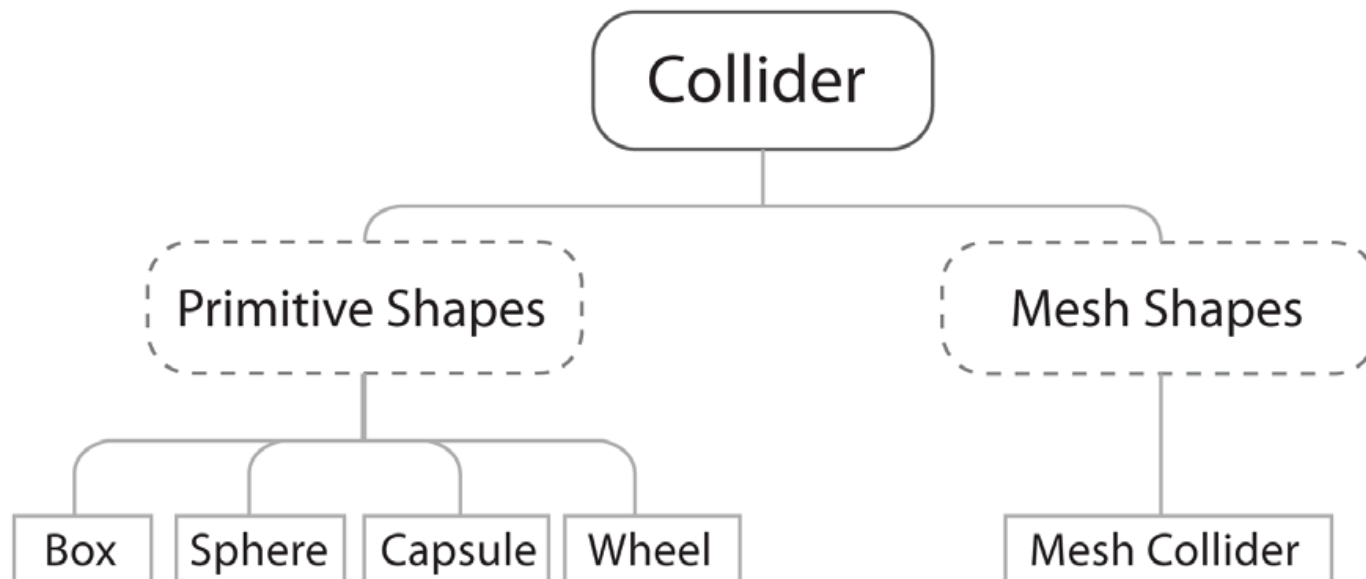 Collider
Primitive Shapes
Mesh Shapes
Box
Sphere
Capsule
Wheel
Mesh Collider